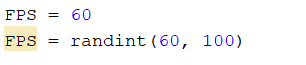 FPS = 60
FPS = randint(60, 100)